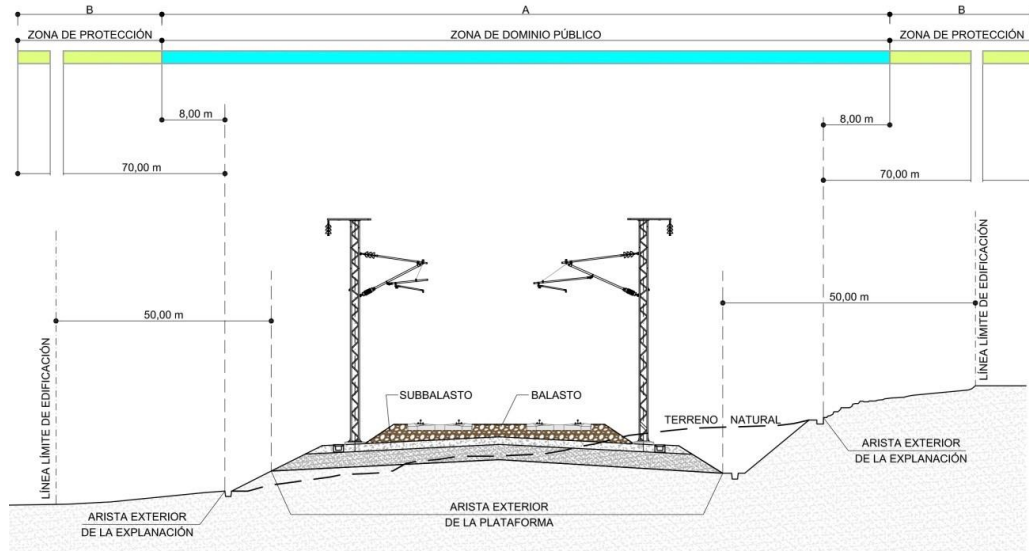 B
A
B
ZONA DE PROTECCIÓN
ZONA DE DOMINIO PÚBLICO
ZONA DE PROTECCIÓN
8,00 m
8,00 m
70,00 m
70,00 m
50,00 m
50,00 m
LÍNEA LÍMITE DE EDIFICACIÓN
LÍNEA LÍMITE DE EDIFICACIÓN
SUBBALASTO
BALASTO
TERRENO NATURAL
ARISTA EXTERIOR
DE LA EXPLANACIÓN
ARISTA EXTERIOR
DE LA PLATAFORMA
ARISTA EXTERIOR
DE LA EXPLANACIÓN